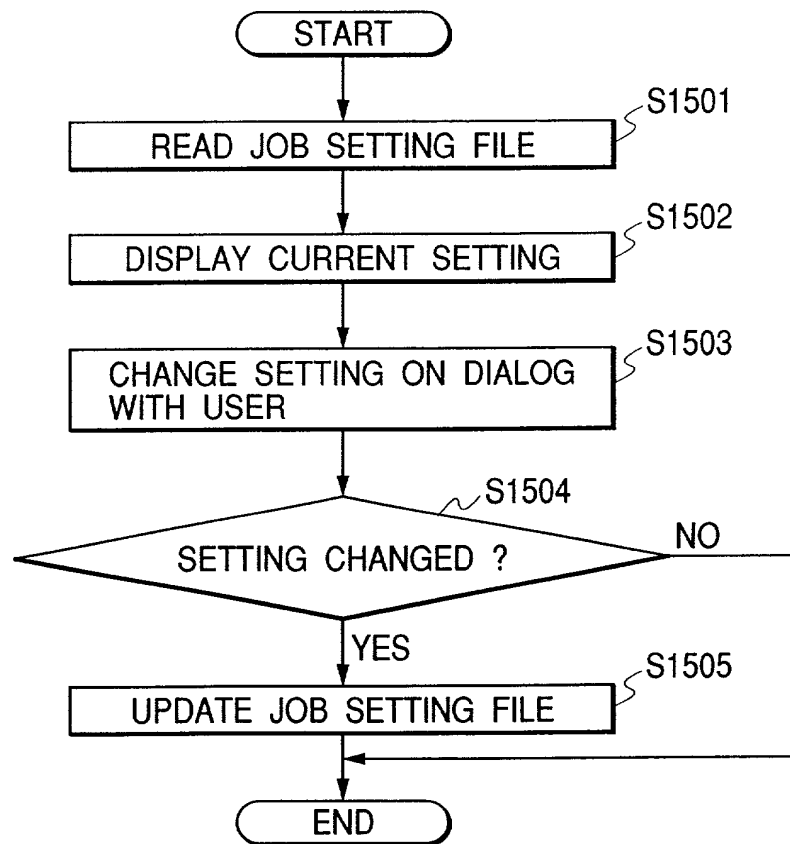 START
S1501
READ JOB SETTING FILE
S1502
DISPLAY CURRENT SETTING
S1503
CHANGE SETTING ON DIALOG
WITH USER
S1504
SETTING CHANGED ?
NO
YES
S1505
UPDATE JOB SETTING FILE
END